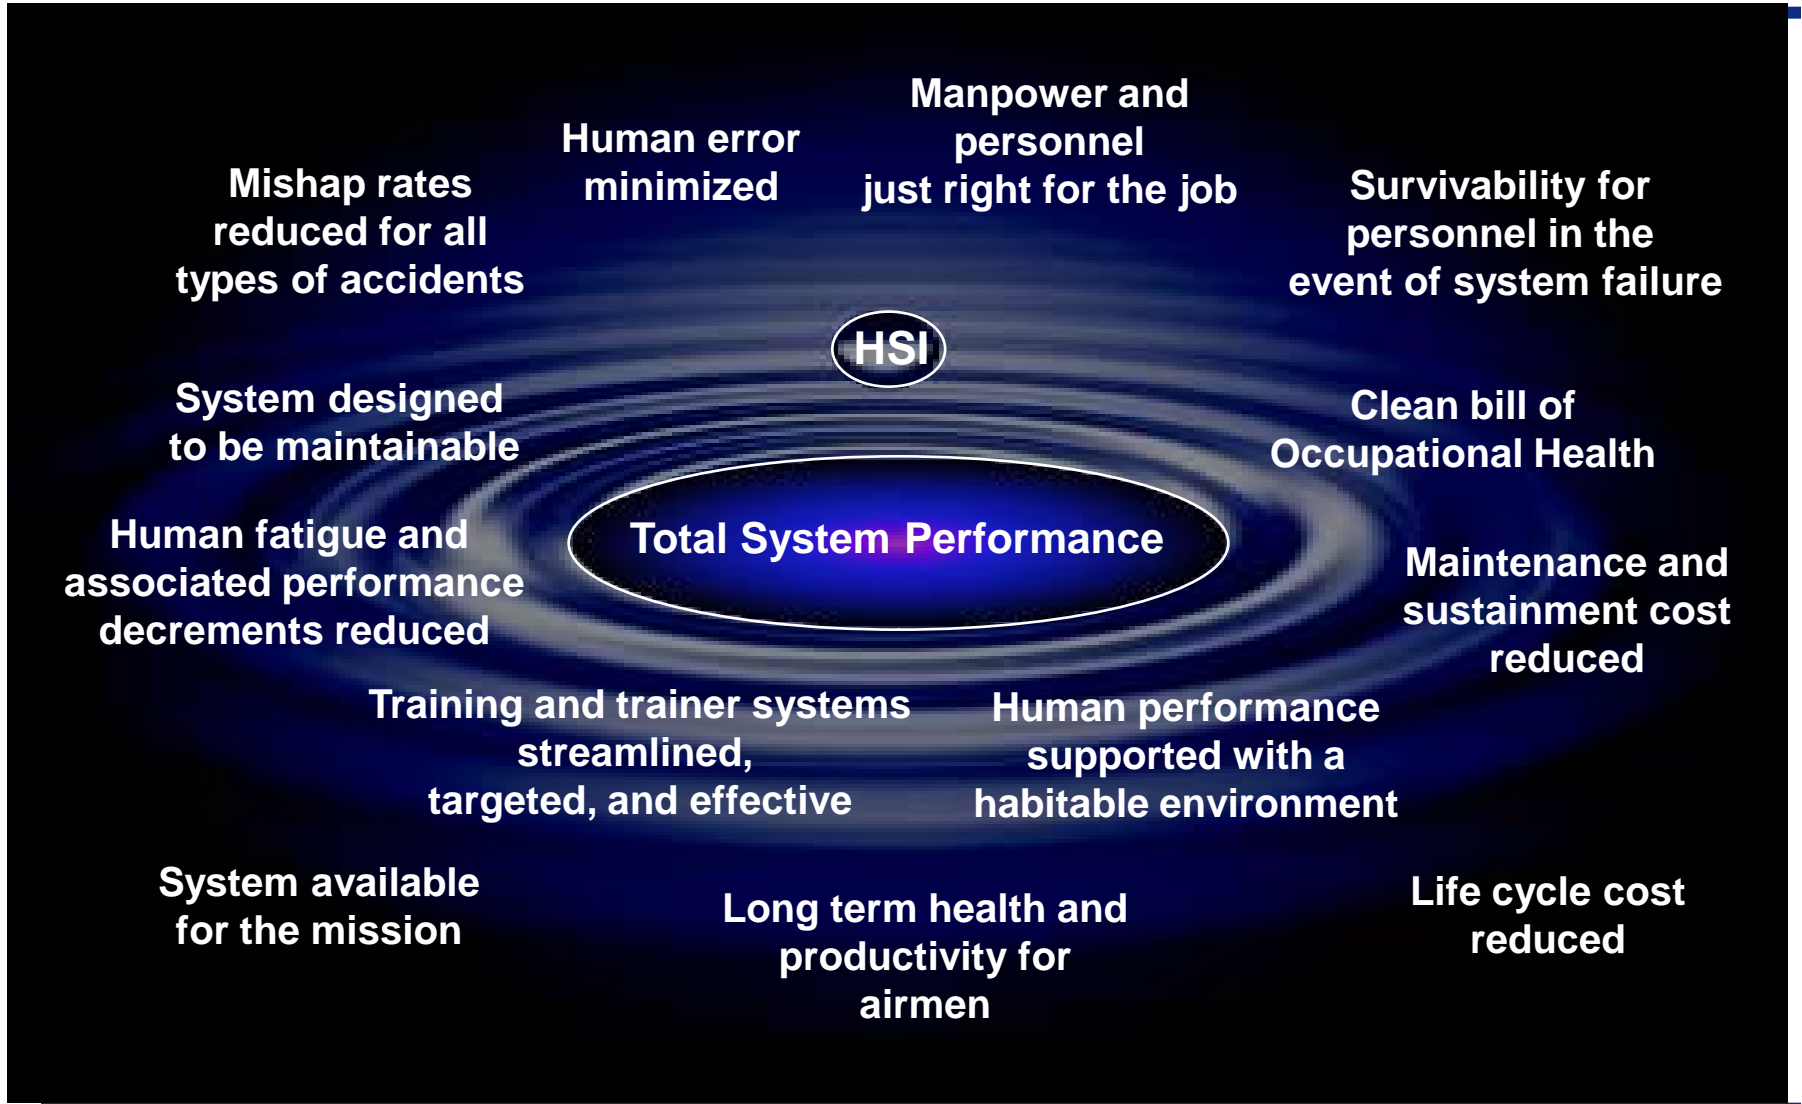 Manpower and
personnel
just right for the job
Human error
minimized
Mishap rates
reduced for all
types of accidents
Survivability for
personnel in the
event of system failure
HSI
System designed
to be maintainable
Clean bill of
Occupational Health
Total System Performance
Human fatigue and
associated performance
decrements reduced
Maintenance and
sustainment cost
reduced
Training and trainer systems
streamlined,
targeted, and effective
Human performance
supported with a
habitable environment
System available
for the mission
Long term health and
productivity for
airmen
Life cycle cost
reduced